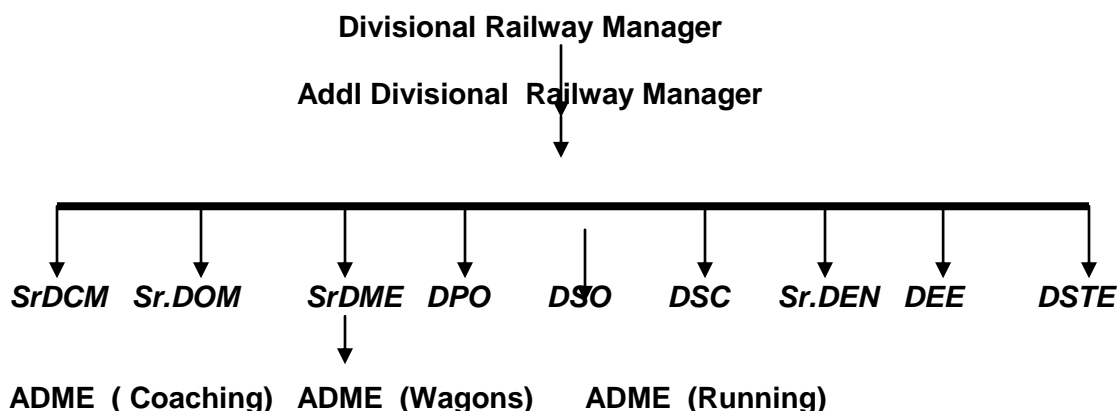 Divisional Railway Manager
Addl Divisional Railway Manager
SrDCM Sr.DOM SrDME DPO DSO DSC Sr.DEN DEE DSTE
ADME ( Coaching) ADME (Wagons) ADME (Running)